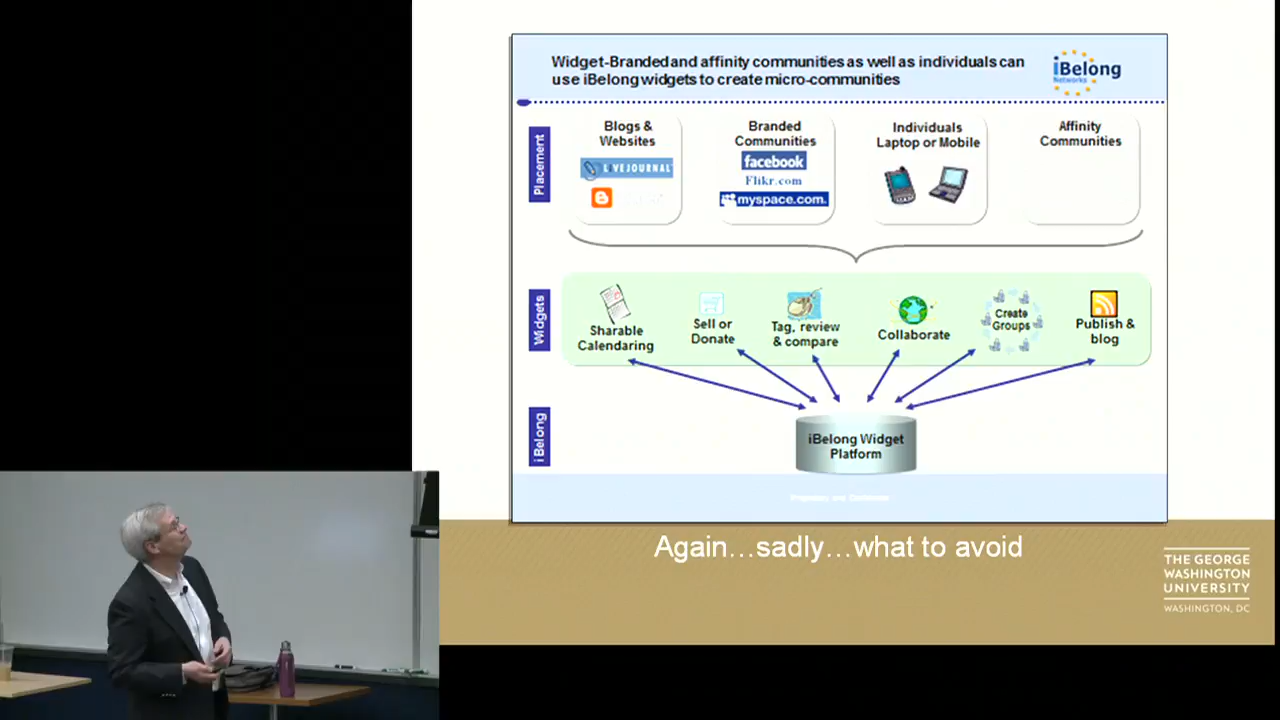 Widget-Branded and affinity communities as well as individuals can
use iBelong widgets to create micro-communities
iBelong
Networks
Placement
Blogs &
Websites
LIVEJOURNAL
Branded
Communities
facebook
Flikr.com
myspace.com.
Individuals
Laptop or Mobile
Affinity
Communities
Widgets
Sharable
Calendaring
Sell or
Donate
Tag, review
& compare
Collaborate
Create
Groups
Publish &
blog
iBelong
iBelong Widget
Platform
Again…sadly…what to avoid
THE GEORGE
WASHINGTON
UNIVERSITY
WASHINGTON, DC